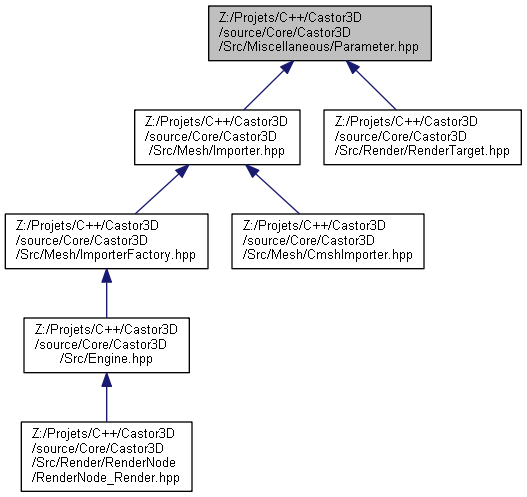 Z:/Projets/C++/Castor3D
/source/Core/Castor3D
/Src/Miscellaneous/Parameter.hpp
Z:/Projets/C++/Castor3D
/source/Core/Castor3D
/Src/Mesh/Importer.hpp
Z:/Projets/C++/Castor3D
/source/Core/Castor3D
/Src/Render/RenderTarget.hpp
Z:/Projets/C++/Castor3D
/source/Core/Castor3D
/Src/Mesh/ImporterFactory.hpp
Z:/Projets/C++/Castor3D
/source/Core/Castor3D
/Src/Mesh/CmshImporter.hpp
Z:/Projets/C++/Castor3D
/source/Core/Castor3D
/Src/Engine.hpp
Z:/Projets/C++/Castor3D
/source/Core/Castor3D
/Src/Render/RenderNode
/RenderNode_Render.hpp